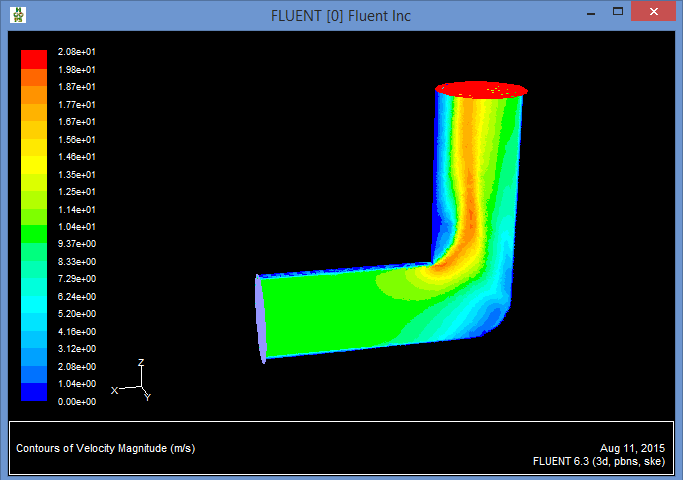 FLUENT [0] Fluent Inc
2.08e+01
1.98e+01
1.87e+01
1.77e+01
1.66e+01
1.56e+01
1.46e+01
1.35e+01
1.25e+01
1.14e+01
1.04e+01
9.37e+00
8.33e+00
7.29e+00
6.24e+00
5.20e+00
4.16e+00
3.12e+00
2.08e+00
1.04e+00
0.00e+00
Z
X
Y
Contours of Velocity Magnitude (m/s)
Aug 11, 2015
FLUENT 6.3 (3d, pbns, ske)